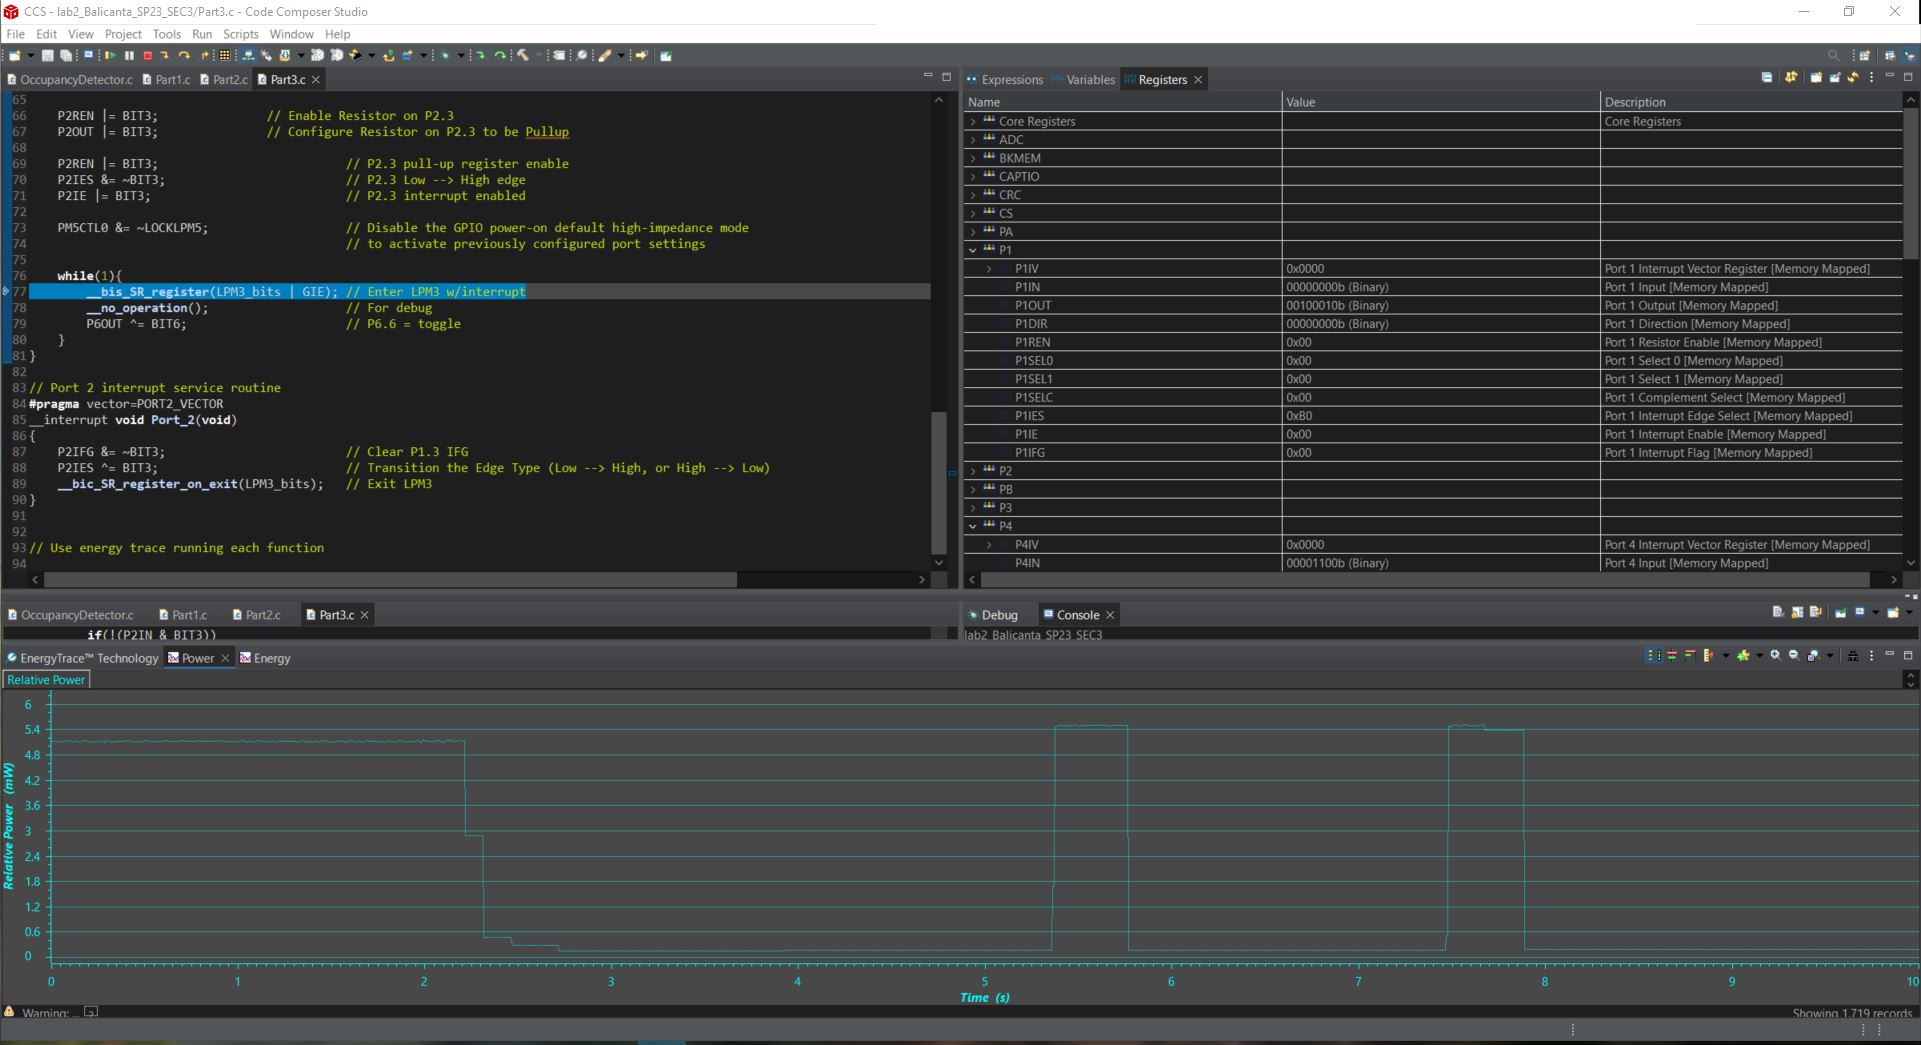 CCS - lab2_Balicanta_SP23_SEC3/Part3.c - Code Composer Studio
File Edit View Project Tools Run Scripts Window Help
OccupancyDetector.c Part1.c Part2.c Part3.c
65
66 P2REN |= BIT3; // Enable Resistor on P2.3
67 P2OUT |= BIT3; // Configure Resistor on P2.3 to be Pullup
68
69 P2REN |= BIT3; // P2.3 pull-up register enable
70 P2IES &= ~BIT3; // P2.3 Low --> High edge
71 P2IE |= BIT3; // P2.3 interrupt enabled
72
73 PM5CTL0 &= ~LOCKLPM5; // Disable the GPIO power-on default high-impedance mode
74 // to activate previously configured port settings
75
76 while(1){
77 __bis_SR_register(LPM3_bits | GIE); // Enter LPM3 w/interrupt
78 __no_operation(); // For debug
79 P6OUT ^= BIT6; // P6.6 = toggle
80 }
81 }
82
83 // Port 2 interrupt service routine
84 #pragma vector=PORT2_VECTOR
85 __interrupt void Port_2(void)
86 {
87 P2IFG &= ~BIT3; // Clear P1.3 IFG
88 P2IES ^= BIT3; // Transition the Edge Type (Low --> High, or High --> Low)
89 __bic_SR_register_on_exit(LPM3_bits); // Exit LPM3
90 }
91
92
93 // Use energy trace running each function
94
Expressions Variables Registers
Name Value Description
Core Registers Core Registers
ADC
BKMEM
CAPTIO
CRC
CS
PA
P1
P1IV 0x0000 Port 1 Interrupt Vector Register [Memory Mapped]
P1IN 00000000b (Binary) Port 1 Input [Memory Mapped]
P1OUT 00100010b (Binary) Port 1 Output [Memory Mapped]
P1DIR 00000000b (Binary) Port 1 Direction [Memory Mapped]
P1REN 0x00 Port 1 Resistor Enable [Memory Mapped]
P1SEL0 0x00 Port 1 Select 0 [Memory Mapped]
P1SEL1 0x00 Port 1 Select 1 [Memory Mapped]
P1SELC 0x00 Port 1 Complement Select [Memory Mapped]
P1IES 0xB0 Port 1 Interrupt Edge Select [Memory Mapped]
P1IE 0x00 Port 1 Interrupt Enable [Memory Mapped]
P1IFG 0x00 Port 1 Interrupt Flag [Memory Mapped]
P2
PB
P3
P4
P4IV 0x0000 Port 4 Interrupt Vector Register [Memory Mapped]
P4IN 00001100b (Binary) Port 4 Input [Memory Mapped]
OccupancyDetector.c Part1.c Part2.c Part3.c
if(!(P2IN & BIT3))
Debug Console
lab2_Balicanta_SP23_SEC3
EnergyTrace™ Technology Power Energy
Relative Power
6
5.4
4.8
4.2
3.6
3
2.4
1.8
1.2
0.6
0
Relative Power (mW)
0 1 2 3 4 5 6 7 8 9 10
Time (s)
Warning: ...
Showing 1,719 records